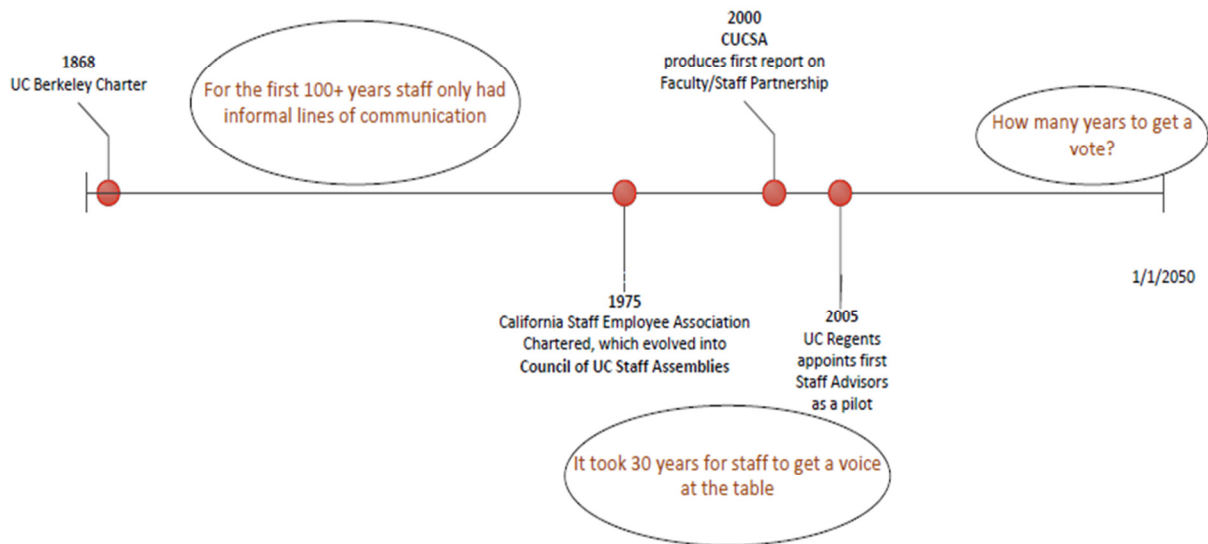 1868
UC Berkeley Charter
For the first 100+ years staff only had
informal lines of communication
2000
CUCSA
produces first report on
Faculty/Staff Partnership
How many years to get a
vote?
1/1/2050
1975
California Staff Employee Association
Chartered, which evolved into
Council of UC Staff Assemblies
2005
UC Regents
appoints first
Staff Advisors
as a pilot
It took 30 years for staff to get a voice
at the table